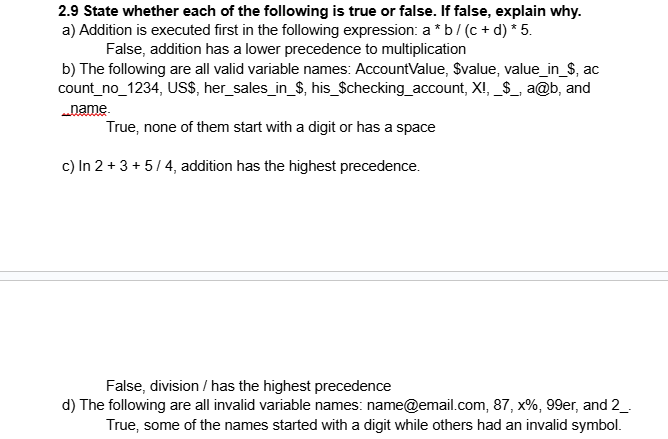 2.9 State whether each of the following is true or false. If false, explain why.
a) Addition is executed first in the following expression: a * b / (c + d) * 5.
False, addition has a lower precedence to multiplication
b) The following are all valid variable names: AccountValue, $value, value_in_$, ac
count_no_1234, US$, her_sales_in_$, his_$checking_account, X!, _$_, a@b, and
_name.
True, none of them start with a digit or has a space
c) In 2 + 3 + 5 / 4, addition has the highest precedence.
False, division / has the highest precedence
d) The following are all invalid variable names: name@email.com, 87, x%, 99er, and 2_.
True, some of the names started with a digit while others had an invalid symbol.